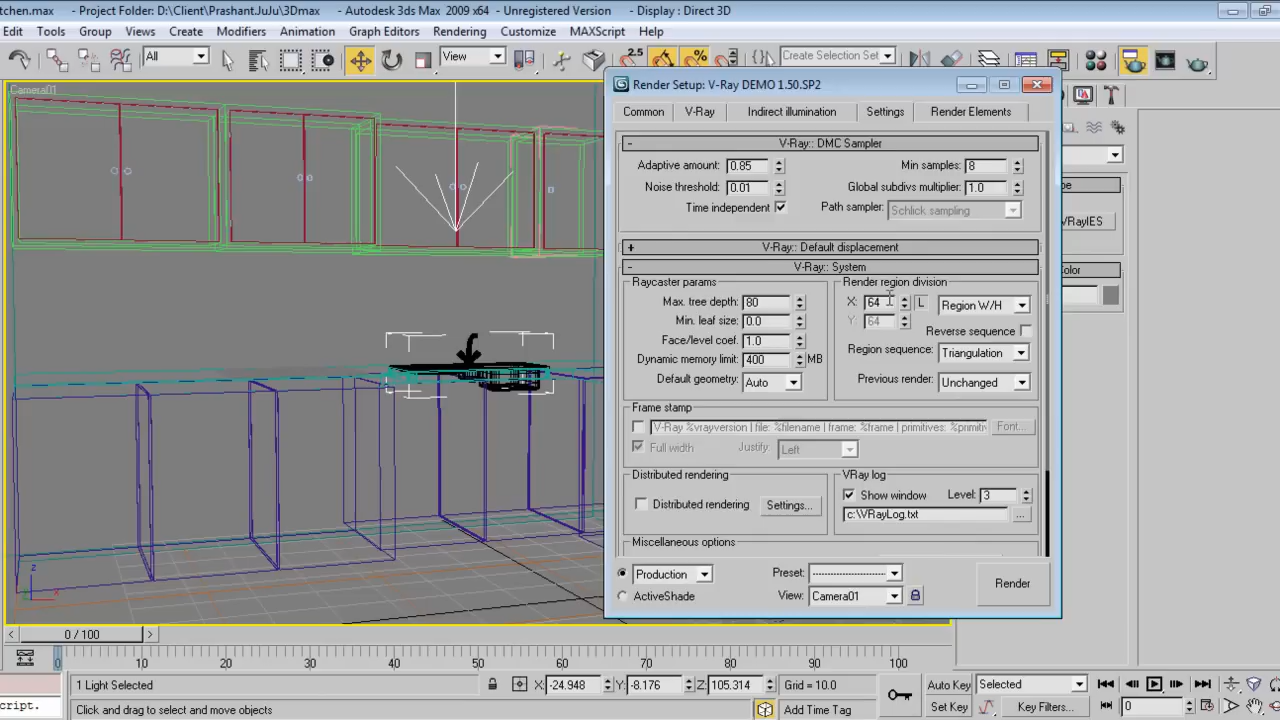 tchen.max - Project Folder: D:\Client\Prashant.JuJu\3Dmax - Autodesk 3ds Max 2009 x64 - Unregistered Version - Display : Direct 3D
Edit Tools Group Views Create Modifiers Animation Graph Editors Rendering Customize MAXScript Help
All View 2.5 % Create Selection Set
Camera01
Render Setup: V-Ray DEMO 1.50.SP2
Common V-Ray Indirect illumination Settings Render Elements
- V-Ray:: DMC Sampler
Adaptive amount: 0.85 Min samples: 8
Noise threshold: 0.01 Global subdivs multiplier: 1.0
Time independent Path sampler: Schlick sampling
+ V-Ray:: Default displacement
- V-Ray:: System
Raycaster params Render region division
Max. tree depth: 80 X: 64 L Region W/H
Min. leaf size: 0.0 Y: 64
Face/level coef. 1.0 Reverse sequence
Dynamic memory limit: 400 MB Region sequence: Triangulation
Default geometry: Auto Previous render: Unchanged
Frame stamp
V-Ray %vrayversion | file: %filename | frame: %frame | primitives: %primitiv Font...
Full width Justify: Left
Distributed rendering VRay log
Distributed rendering Settings... Show window Level: 3
c:\VRayLog.txt ...
Miscellaneous options
Production Preset: View: Camera01 Render
ActiveShade
ype
VRayIES
Color
z
x
< 0 / 100 >
0 10 20 30 40 50 60 70 80 90 100
1 Light Selected X: -24.948 Y: -8.176 Z: 105.314 Grid = 10.0 Auto Key Selected
script. Click and drag to select and move objects Add Time Tag Set Key Key Filters... 0